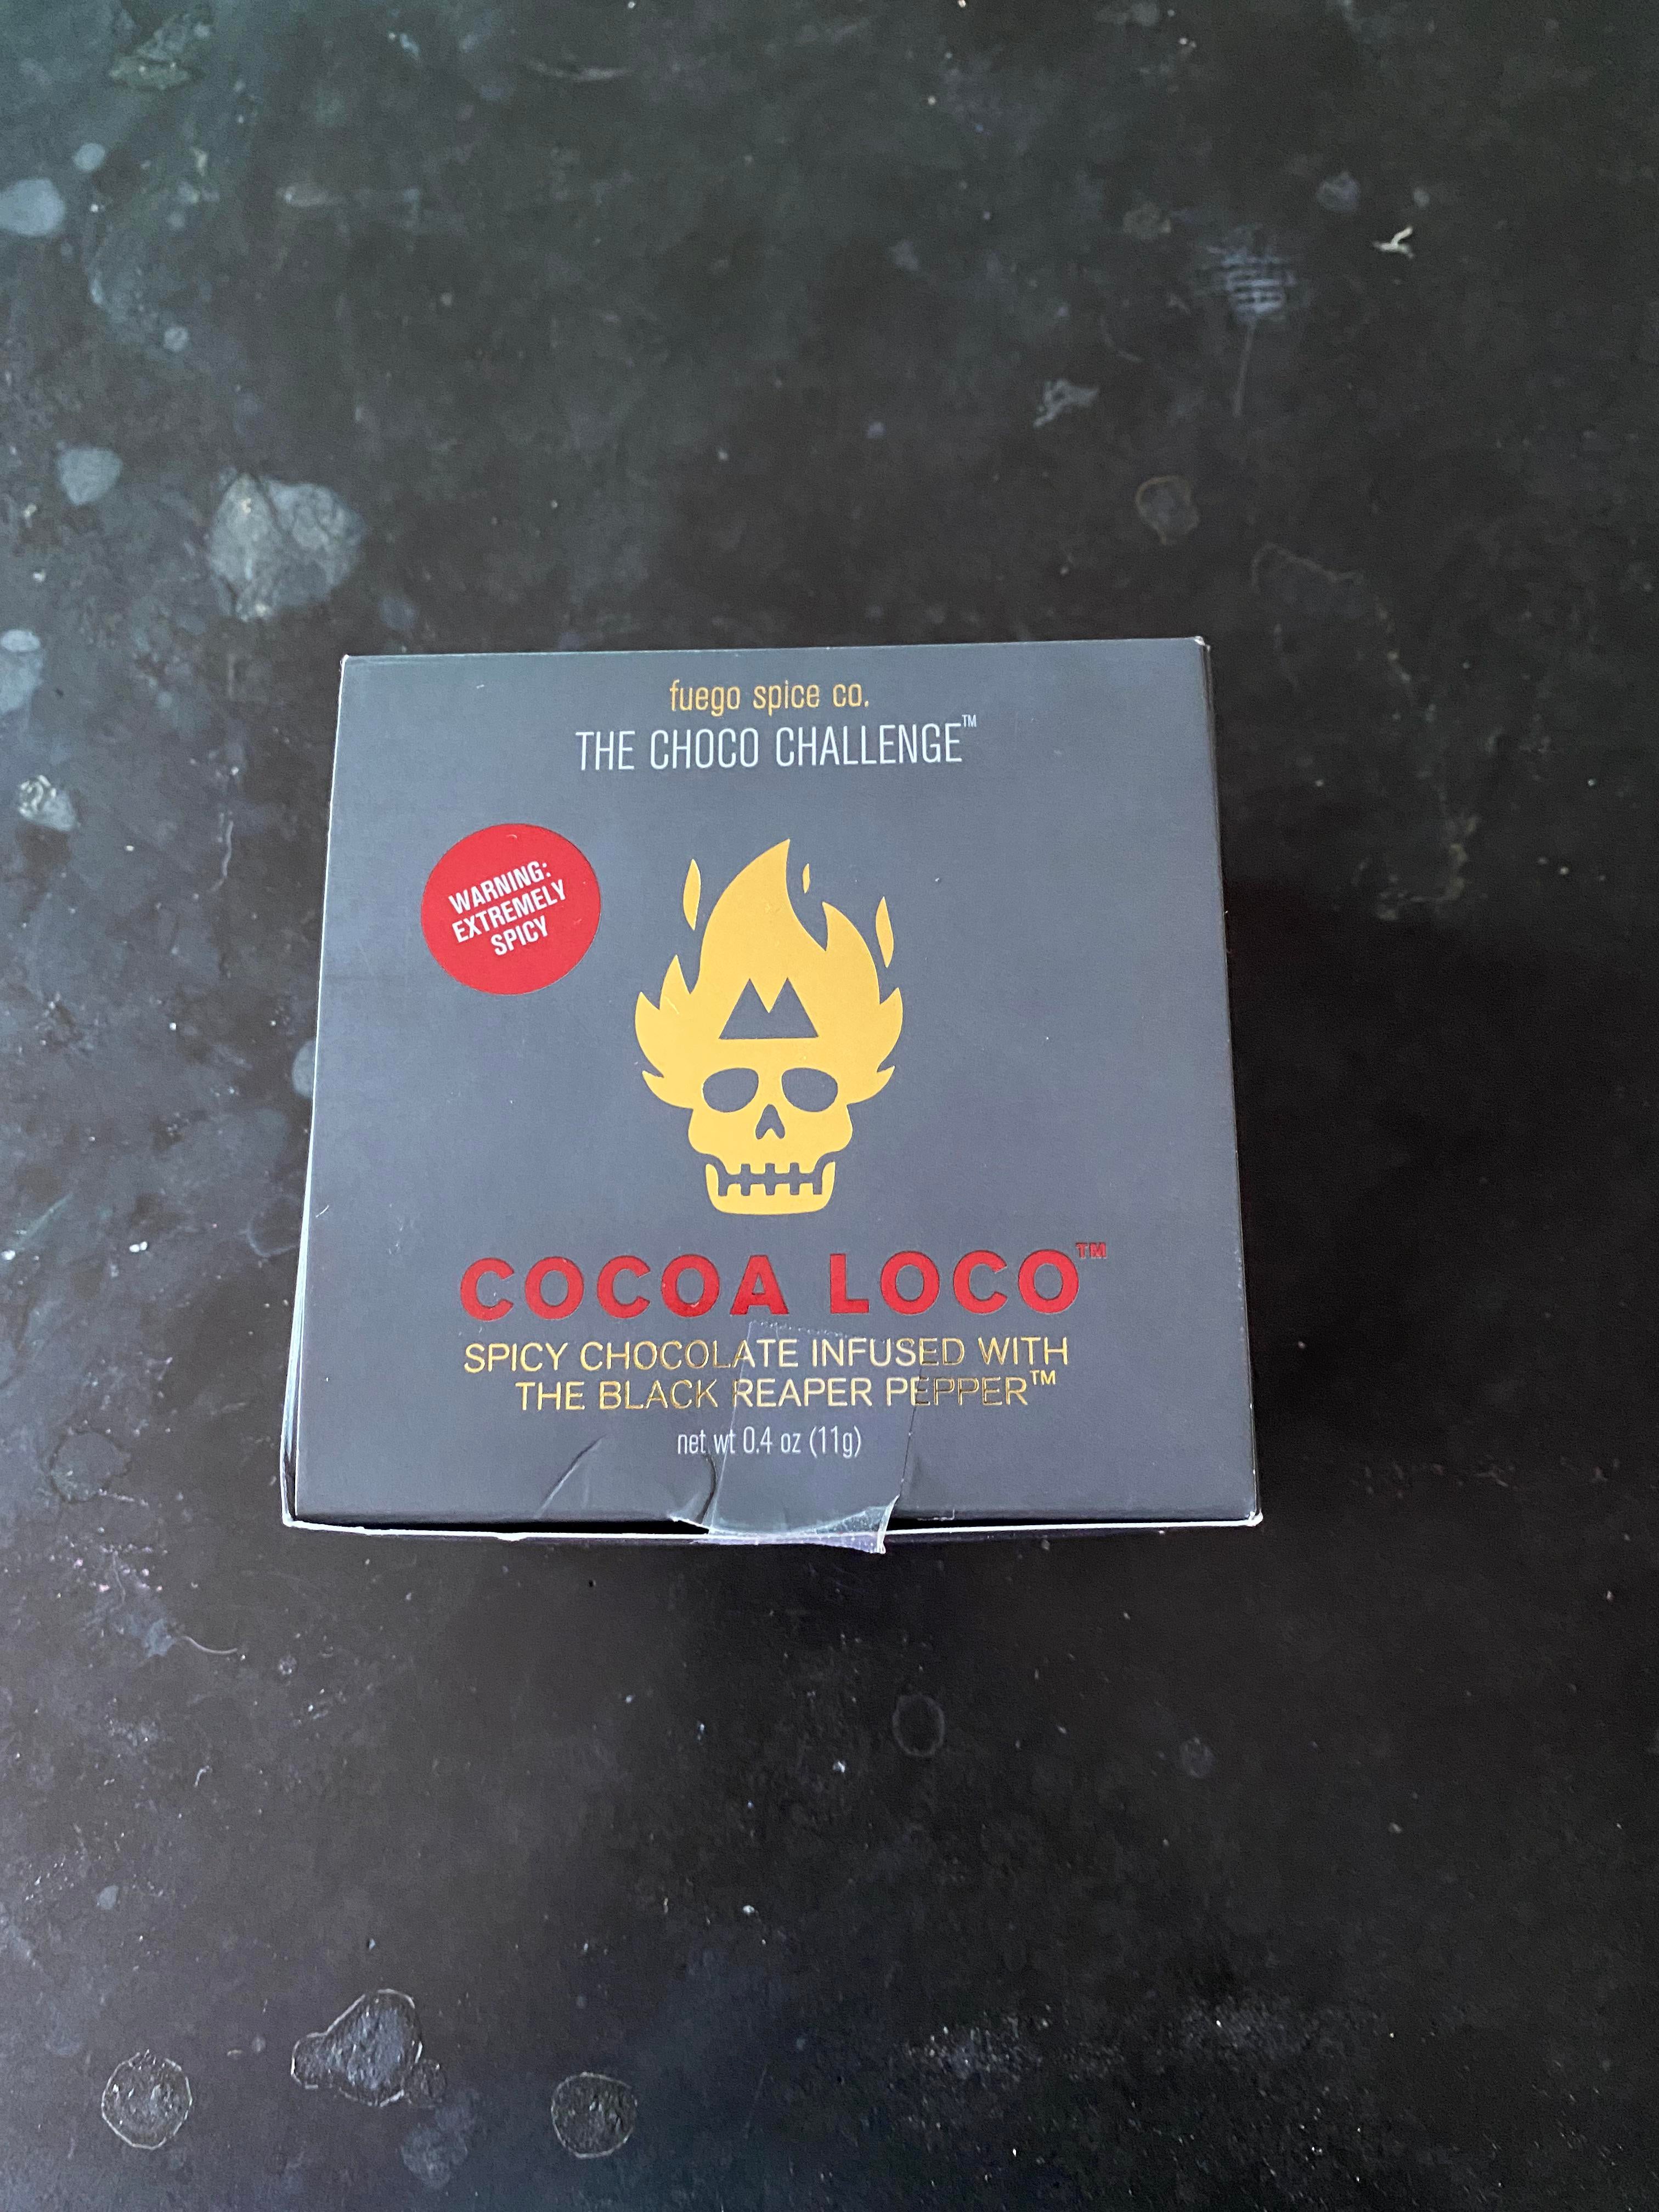 fuego spice co.
THE CHOCO CHALLENGE™
WARNING:
EXTREMELY
SPICY
COCOA LOCO™
SPICY CHOCOLATE INFUSED WITH
THE BLACK REAPER PEPPER™
net wt 0.4 oz (11g)